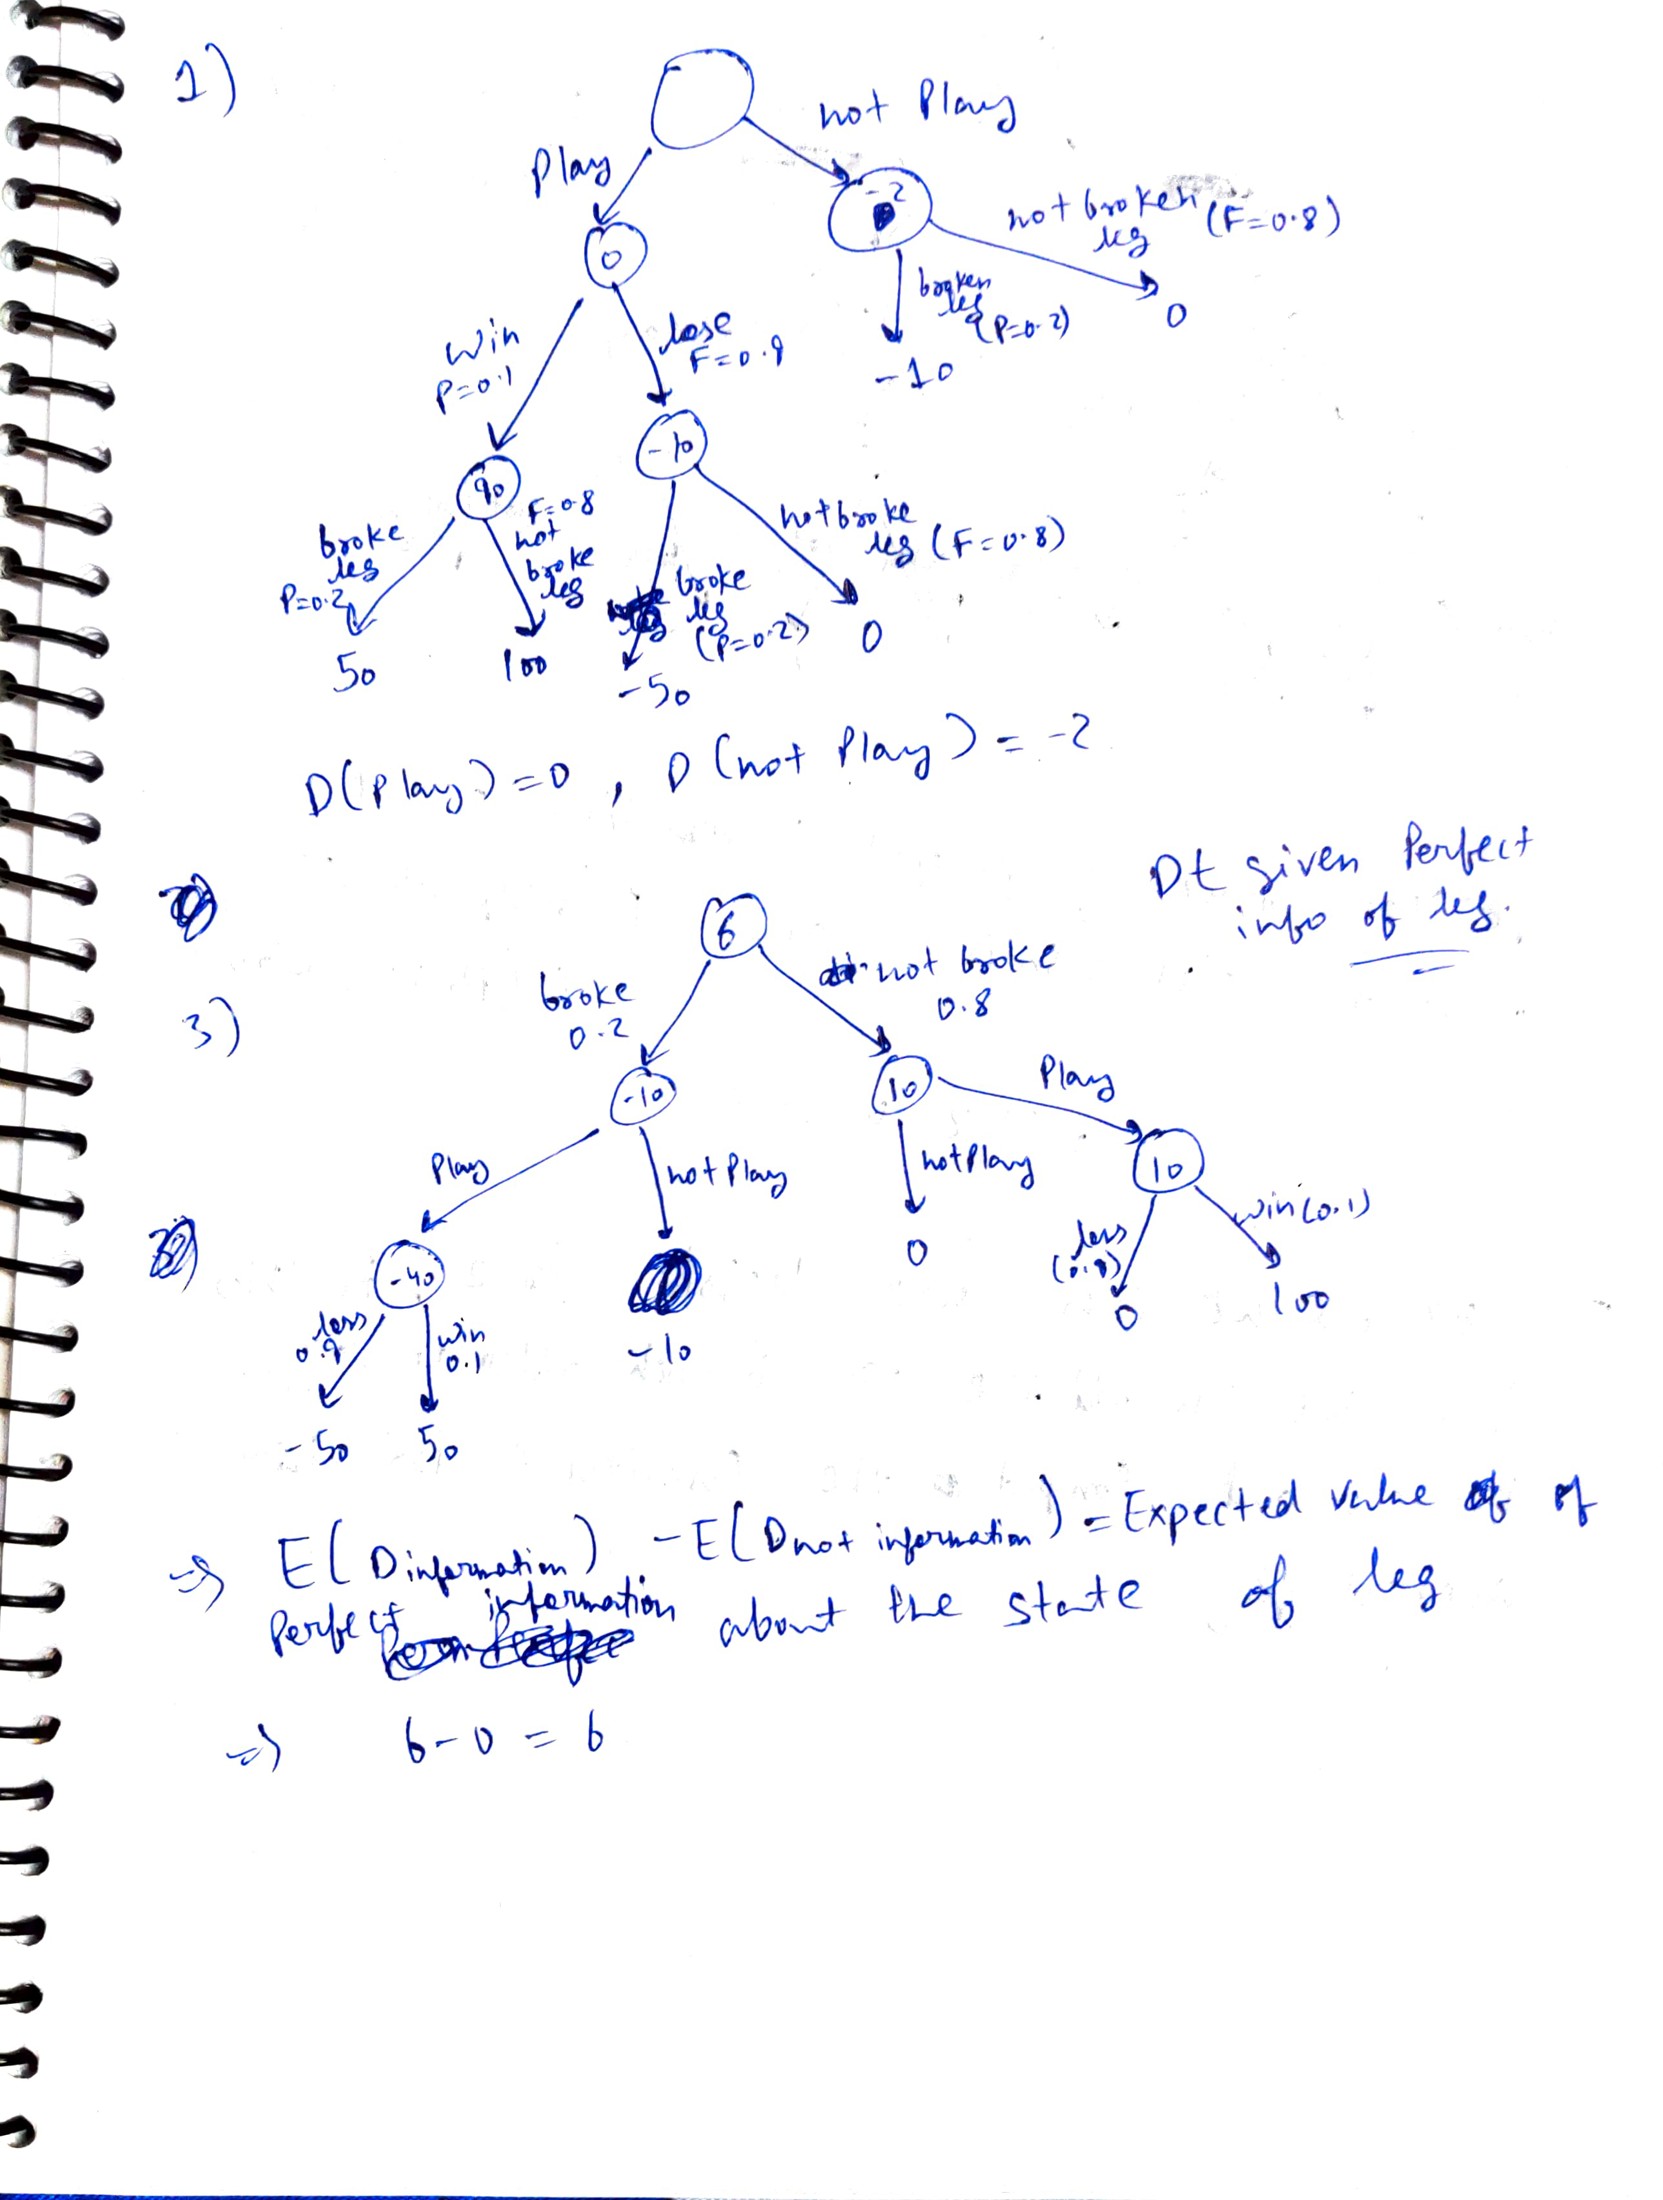 1)
not Play
Play
-2
not broken
leg (F=0.8)
0
broken
leg
(P=0.2)
0
-10
Win
P=0.1
lose
F=0.9
90
-10
broke
leg
P=0.2
F=0.8
not
broke
leg
not broke
leg (F=0.8)
broke
leg
(P=0.2)
50
100
-50
0
D(Play)=0 , D(not Play) = -2
Dt given Perfect
info of leg.
3)
6
broke
0.2
not broke
0.8
-10
10
Play
Play
not Play
not Play
10
-40
-10
0
loss
(0.9)
win(0.1)
0
100
loss
0.9
win
0.1
-50
50
=> E(D information) - E(D not information) = Expected value of
Perfect information about the state of leg
=> 6-0 = 6